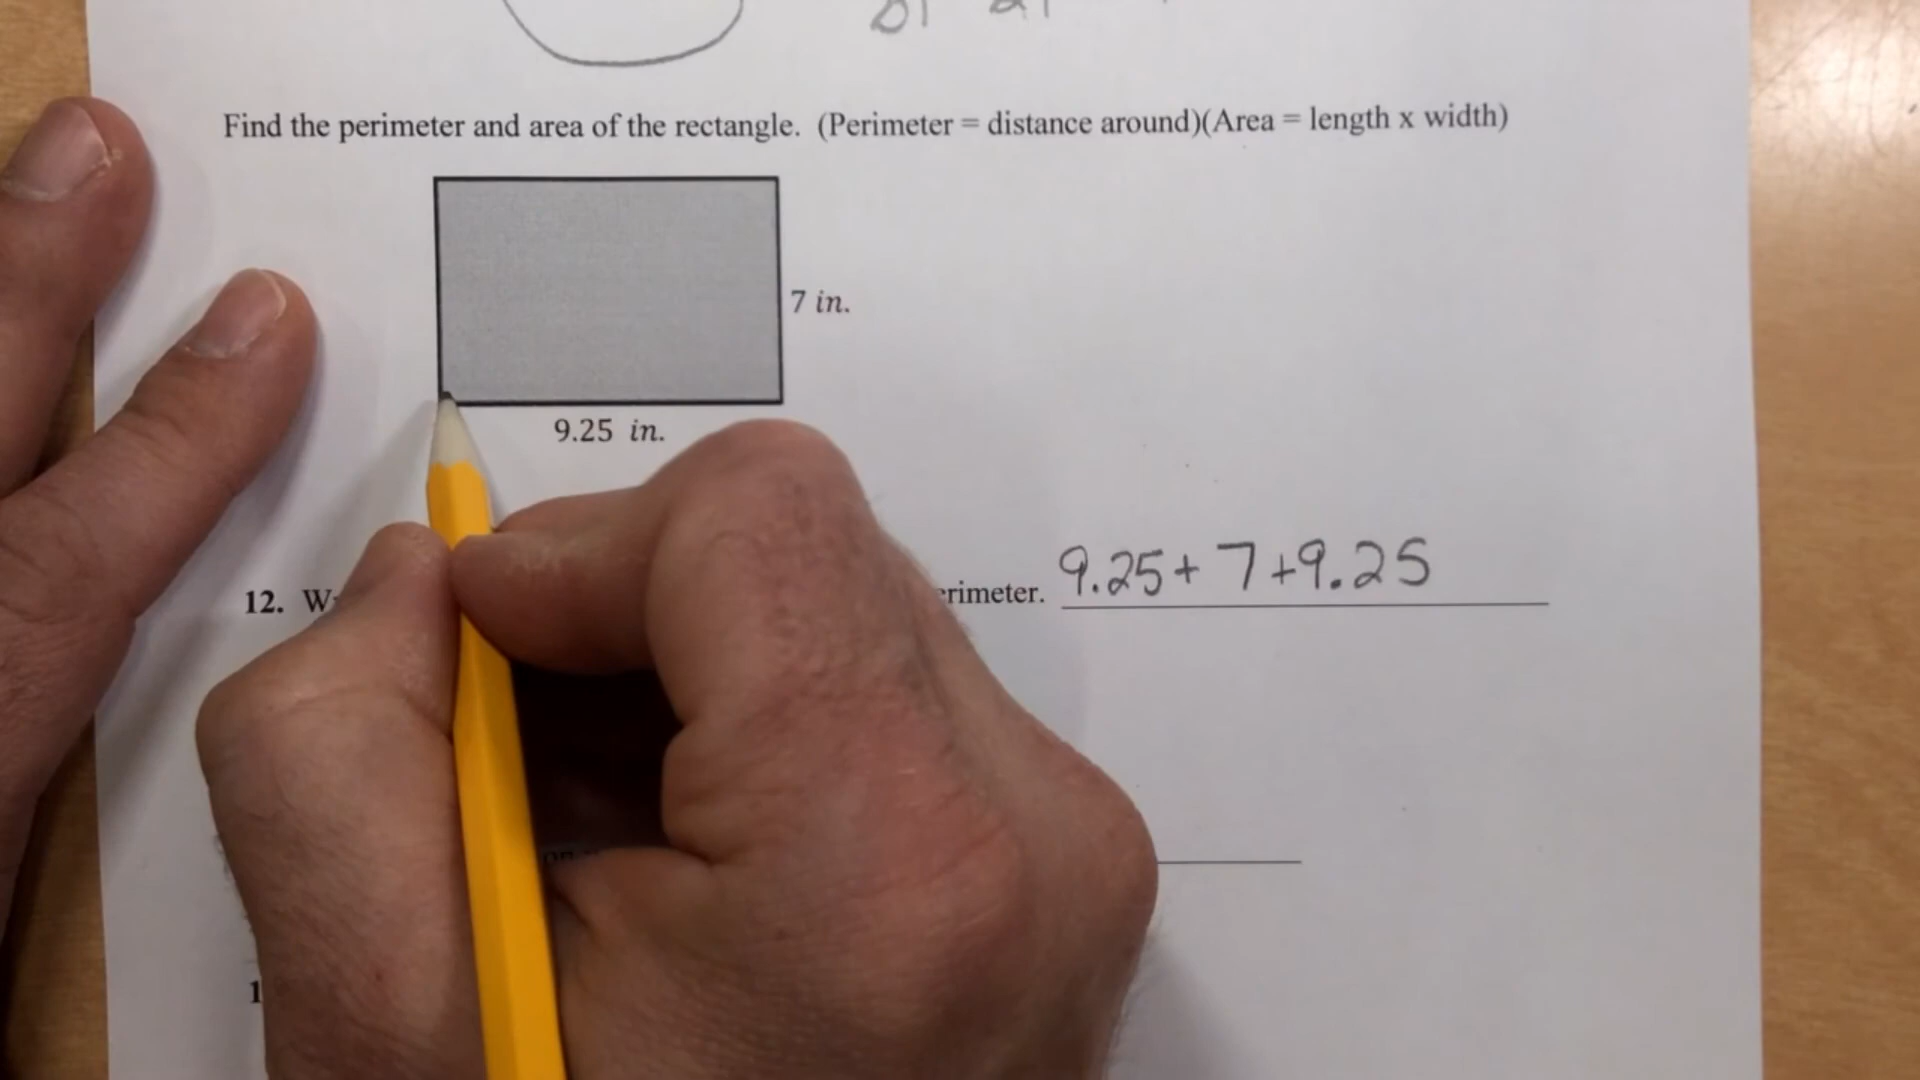 Find the perimeter and area of the rectangle. (Perimeter = distance around)(Area = length x width)
7 in.
9.25 in.
12. erimeter. 9.25+ 7+9.25
1